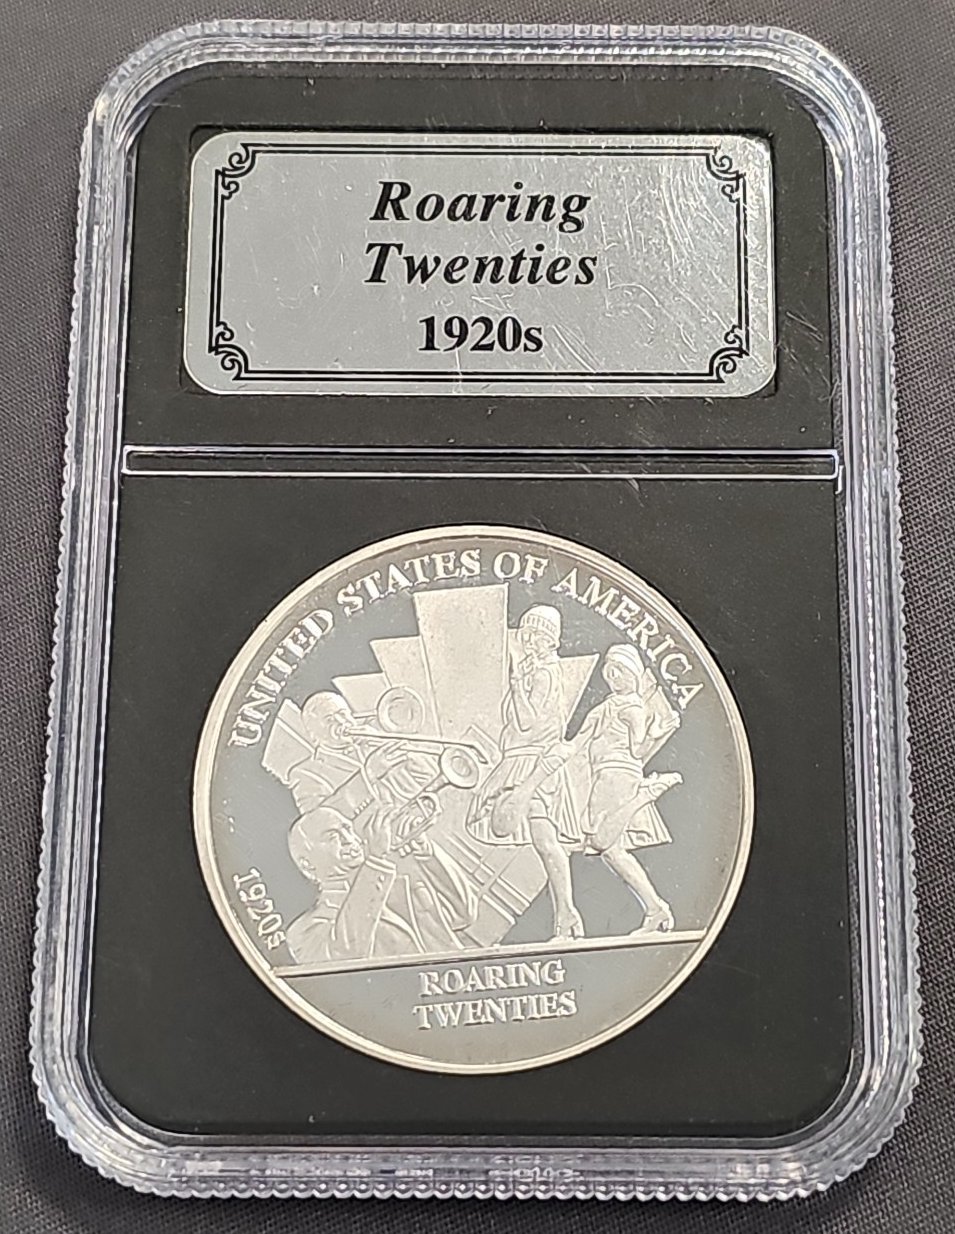 Roaring
Twenties
1920s
UNITED STATES OF AMERICA
1920s
ROARING
TWENTIES